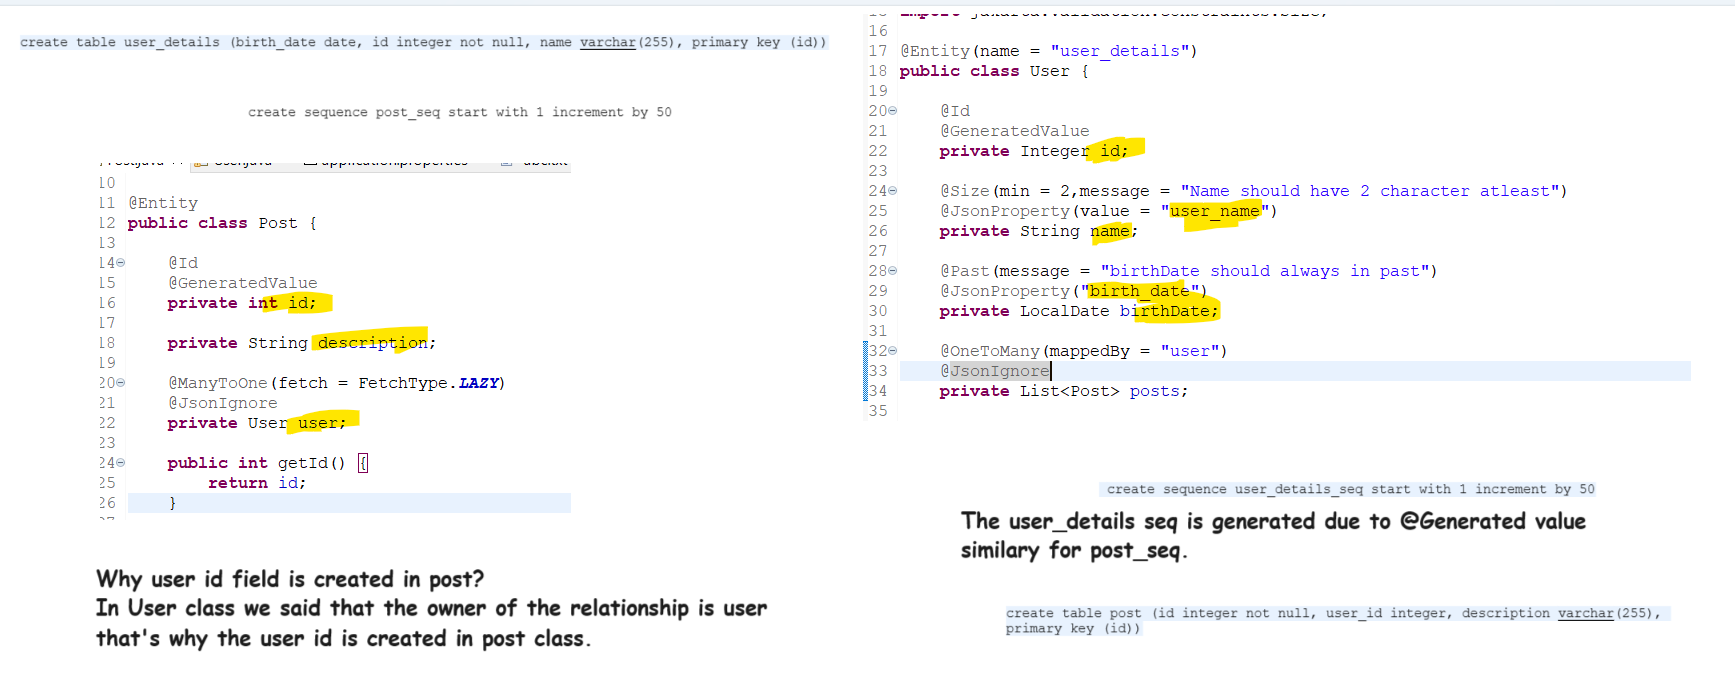 create table user_details (birth_date date, id integer not null, name varchar(255), primary key (id))
create sequence post_seq start with 1 increment by 50
10
11 @Entity
12 public class Post {
13
14 @Id
15 @GeneratedValue
16 private int id;
17
18 private String description;
19
20 @ManyToOne(fetch = FetchType.LAZY)
21 @JsonIgnore
22 private User user;
23
24 public int getId() {
25 return id;
26 }
Why user id field is created in post?
In User class we said that the owner of the relationship is user
that's why the user id is created in post class.
16
17 @Entity(name = "user_details")
18 public class User {
19
20 @Id
21 @GeneratedValue
22 private Integer id;
23
24 @Size(min = 2,message = "Name should have 2 character atleast")
25 @JsonProperty(value = "user_name")
26 private String name;
27
28 @Past(message = "birthDate should always in past")
29 @JsonProperty("birth_date")
30 private LocalDate birthDate;
31
32 @OneToMany(mappedBy = "user")
33 @JsonIgnore
34 private List<Post> posts;
35
create sequence user_details_seq start with 1 increment by 50
The user_details seq is generated due to @Generated value
similary for post_seq.
create table post (id integer not null, user_id integer, description varchar(255),
primary key (id))